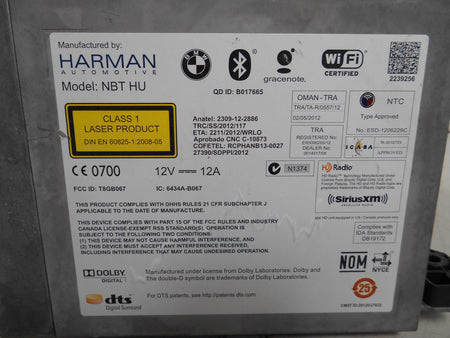 Manufactured by:
HARMAN
AUTOMOTIVE
Model: NBT HU
BMW
gracenote.
Wi Fi
CERTIFIED
2239256
QD ID: B017665
CLASS 1
LASER PRODUCT
DIN EN 60825-1:2008-05
Anatel: 2309-12-2886
TRC/SS/2012/117
ETA: 2211/2012/WRLO
Aprobado CNC C-10873
COFETEL: RCPHANB13-0027
27390/SDPPI/2012
OMAN - TRA
TRA/TA-R/0557/12
02/05/2012
TRA
REGISTERED No:
DEALER No:
NTC
Type Approved
No.: ESD-1206229C
APPROVED
CE 0700
12V 12A
N1374
FCC ID: T8GB067
IC: 6434A-B067
HD Radio
THIS PRODUCT COMPLIES WITH DHHS RULES 21 CFR SUBCHAPTER J
THIS DEVICE COMPLIES WITH PART 15 OF THE FCC RULES AND INDUSTRY
CANADA LICENSE-EXEMPT RSS STANDARD(S)
OPERATION IS SUBJECT TO THE FOLLOWING TWO CONDITIONS:
(1) THIS DEVICE MAY NOT CAUSE HARMFUL INTERFERENCE, AND
(2) THIS DEVICE MUST ACCEPT INTERFERENCE RECEIVED,
INCLUDING INTERFERENCE THAT MAY CAUSE UNDESIRED OPERATION
SiriusXM
SATELLITE RADIO
Complies with
IDA Standards
DB19172
DOLBY
DIGITAL
Manufactured under license from Dolby Laboratories. Dolby and the
double-D symbol are trademarks of Dolby Laboratories.
NOM
NYCE
dts
Digital Surround
For DTS patents, see http://patents.dts.com
25